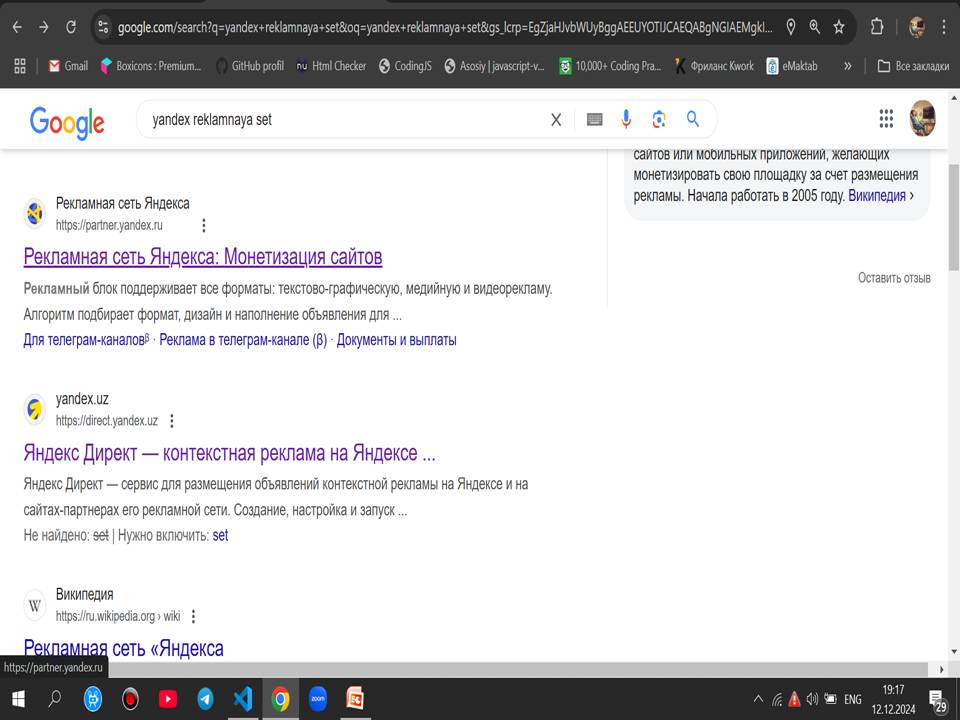 google.com/search?q=yandex+reklamnaya+set&oq=yandex+reklamnaya+set&gs_lcrp=EgZjaHJvbWUyBggAEEUYOTIJCAEQABgNGIAEMgkI...
Gmail
Boxicons : Premium...
GitHub profil
Html Checker
CodingJS
Asosiy | javascript-v...
10,000+ Coding Pra...
Фриланс Kwork
eMaktab
»
Все закладки
Google
yandex reklamnaya set
сайтов или мобильных приложений, желающих
монетизировать свою площадку за счет размещения
рекламы. Начала работать в 2005 году. Википедия ›
Оставить отзыв
Рекламная сеть Яндекса
https://partner.yandex.ru
Рекламная сеть Яндекса: Монетизация сайтов
Рекламный блок поддерживает все форматы: текстово-графическую, медийную и видеорекламу.
Алгоритм подбирает формат, дизайн и наполнение объявления для ...
Для телеграм-каналовᵝ · Реклама в телеграм-канале (β) · Документы и выплаты
yandex.uz
https://direct.yandex.uz
Яндекс Директ — контекстная реклама на Яндексе ...
Яндекс Директ — сервис для размещения объявлений контекстной рекламы на Яндексе и на
сайтах-партнерах его рекламной сети. Создание, настройка и запуск ...
Не найдено: set | Нужно включить: set
W
Википедия
https://ru.wikipedia.org › wiki
Рекламная сеть «Яндекса
https://partner.yandex.ru
zoom
ENG
19:17
12.12.2024
29